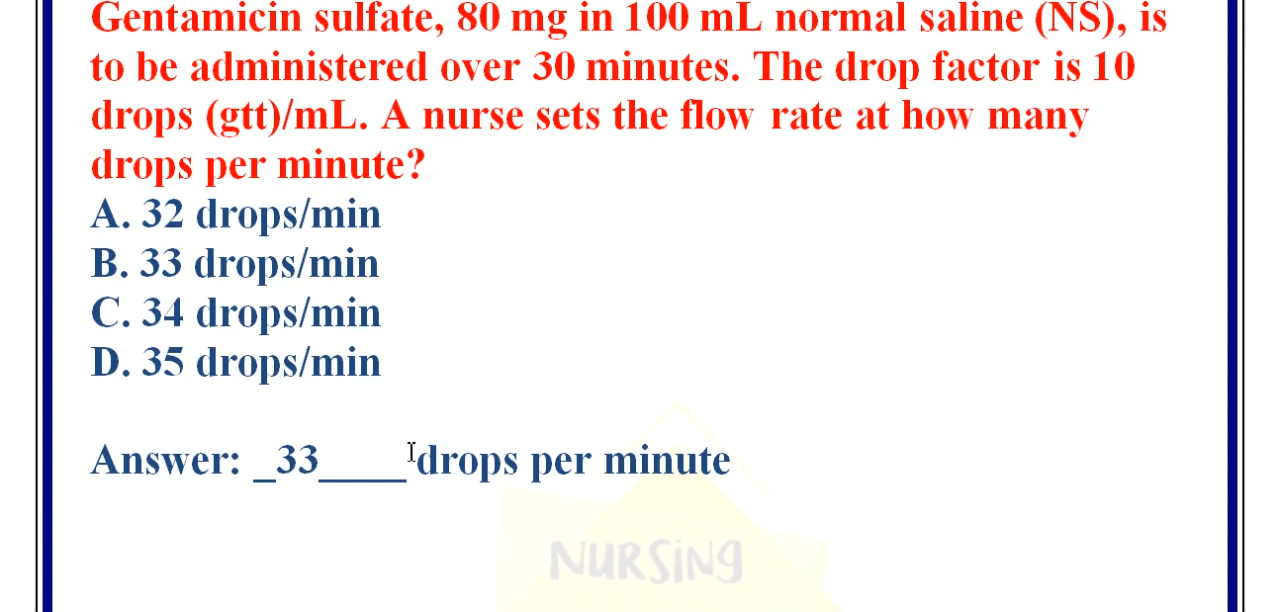 Gentamicin sulfate, 80 mg in 100 mL normal saline (NS), is
to be administered over 30 minutes. The drop factor is 10
drops (gtt)/mL. A nurse sets the flow rate at how many
drops per minute?
A. 32 drops/min
B. 33 drops/min
C. 34 drops/min
D. 35 drops/min
Answer: _33____ drops per minute
NURSING